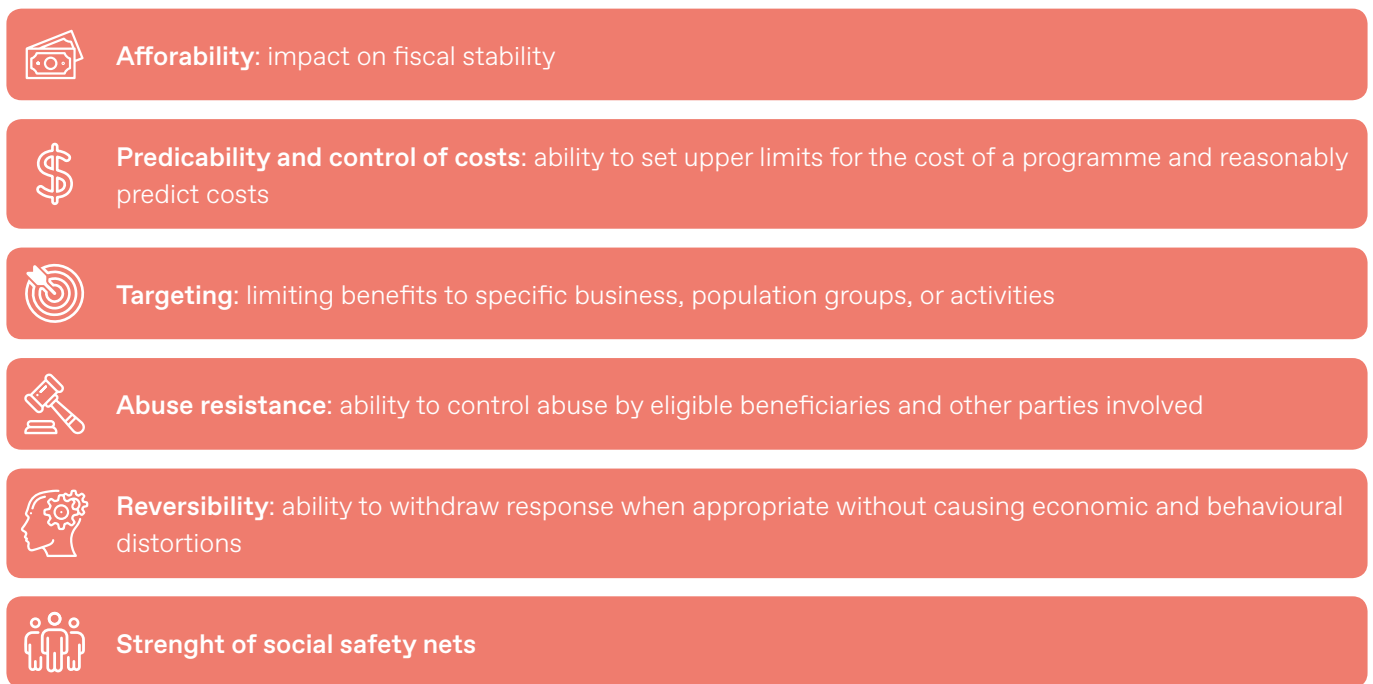 Afforability: impact on fiscal stability
Predicability and control of costs: ability to set upper limits for the cost of a programme and reasonably
predict costs
Targeting: limiting benefits to specific business, population groups, or activities
Abuse resistance: ability to control abuse by eligible beneficiaries and other parties involved
Reversibility: ability to withdraw response when appropriate without causing economic and behavioural
distortions
Strenght of social safety nets